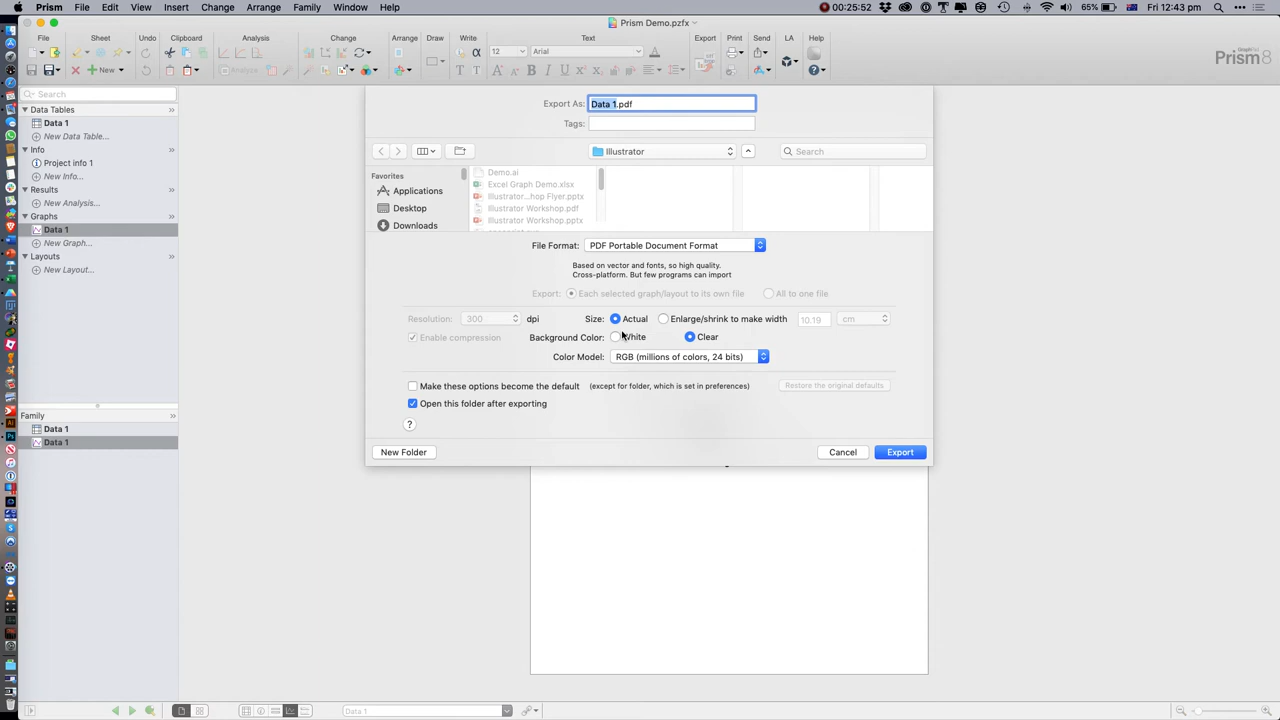 Prism File Edit View Insert Change Arrange Family Window Help
00:25:52 66% Fri 12:43 pm
Prism Demo.pzfx
File Sheet Undo Clipboard Analysis Change Arrange Draw Write Text Export Print Send LA Help
12 Arial
New Analyze
GraphPad Prism 8
Search
Data Tables
Data 1
New Data Table...
Info
Project info 1
New Info...
Results
New Analysis...
Graphs
Data 1
New Graph...
Layouts
New Layout...
Family
Data 1
Data 1
Export As: Data 1.pdf
Tags:
Illustrator
Search
Favorites
Applications
Desktop
Downloads
Demo.ai
Excel Graph Demo.xlsx
Illustrator...hop Flyer.pptx
Illustrator Workshop.pdf
Illustrator Workshop.pptx
File Format: PDF Portable Document Format
Based on vector and fonts, so high quality.
Cross-platform. But few programs can import
Export: Each selected graph/layout to its own file All to one file
Resolution: 300 dpi Size: Actual Enlarge/shrink to make width 10.19 cm
Enable compression Background Color: White Clear
Color Model: RGB (millions of colors, 24 bits)
Make these options become the default (except for folder, which is set in preferences) Restore the original defaults
Open this folder after exporting
?
New Folder Cancel Export
Data 1